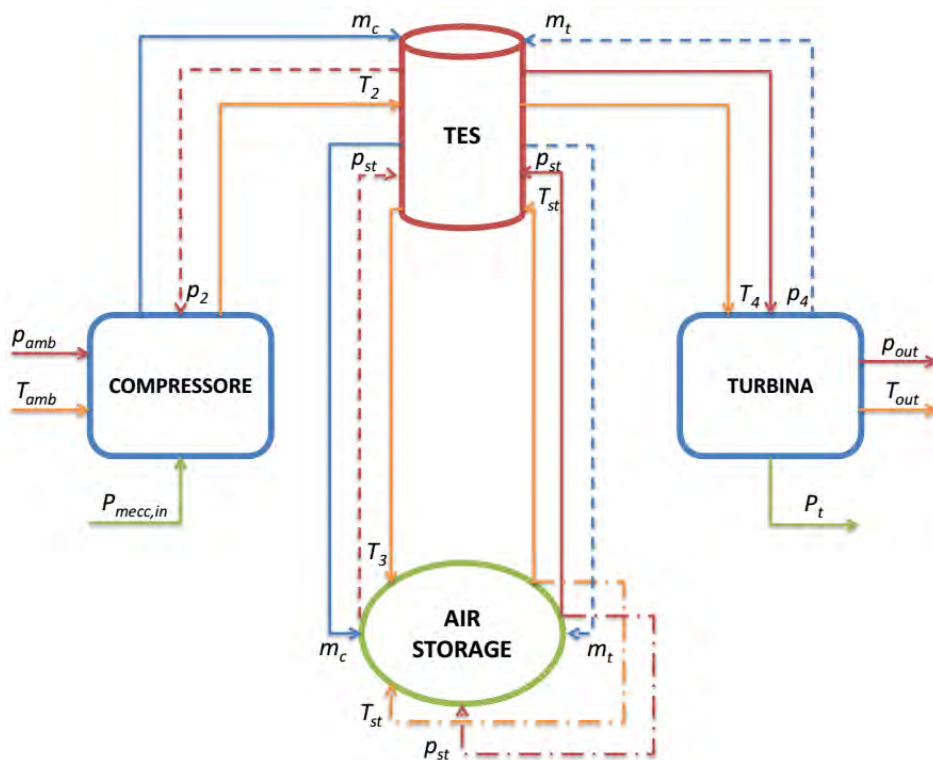 m_c
m_t
T_2
TES
p_st
p_st
T_st
p_2
T_4
p_4
p_amb
COMPRESSORE
T_amb
TURBINA
p_out
T_out
P_mecc,in
P_t
T_3
AIR
STORAGE
m_c
m_t
T_st
p_st